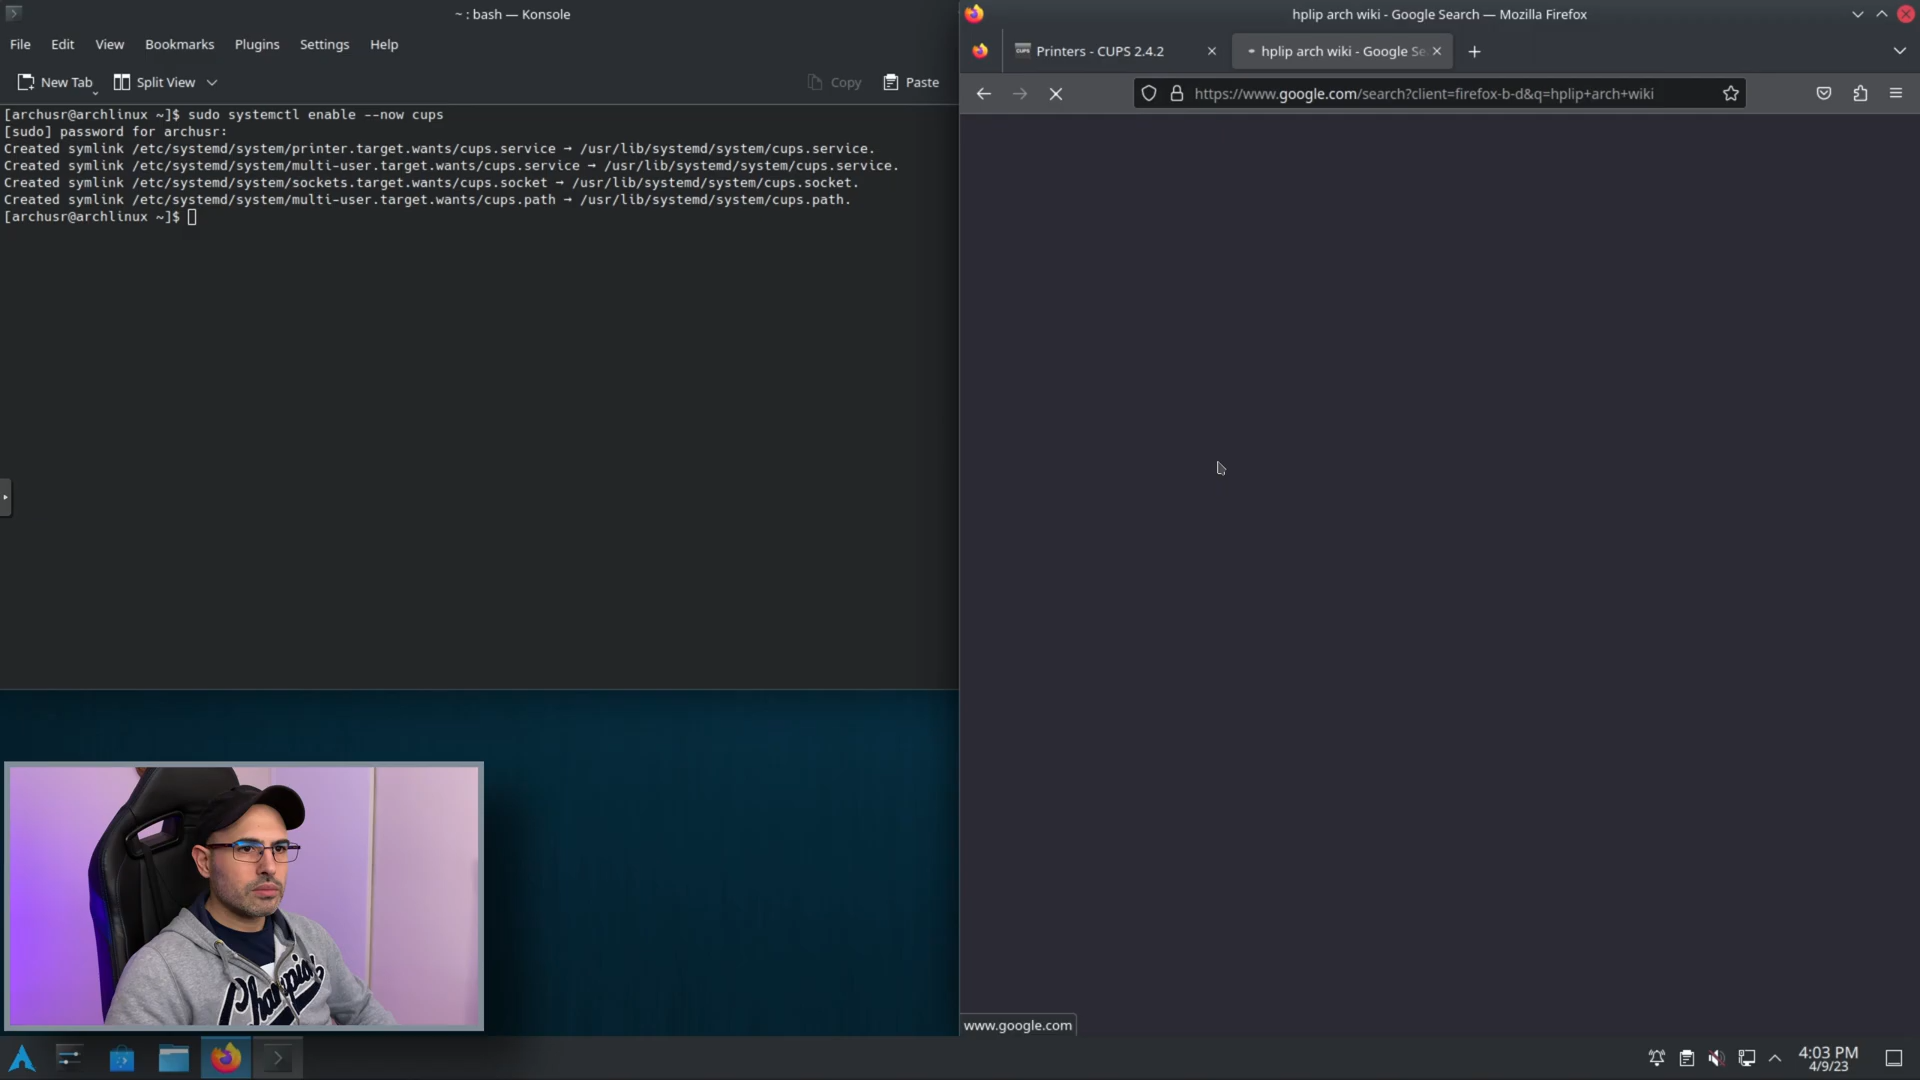 ~ : bash — Konsole
File Edit View Bookmarks Plugins Settings Help
New Tab Split View Copy Paste
[archusr@archlinux ~]$ sudo systemctl enable --now cups
[sudo] password for archusr:
Created symlink /etc/systemd/system/printer.target.wants/cups.service → /usr/lib/systemd/system/cups.service.
Created symlink /etc/systemd/system/multi-user.target.wants/cups.service → /usr/lib/systemd/system/cups.service.
Created symlink /etc/systemd/system/sockets.target.wants/cups.socket → /usr/lib/systemd/system/cups.socket.
Created symlink /etc/systemd/system/multi-user.target.wants/cups.path → /usr/lib/systemd/system/cups.path.
[archusr@archlinux ~]$
hplip arch wiki - Google Search — Mozilla Firefox
Printers - CUPS 2.4.2
hplip arch wiki - Google Se
https://www.google.com/search?client=firefox-b-d&q=hplip+arch+wiki
www.google.com
Champion
4:03 PM
4/9/23